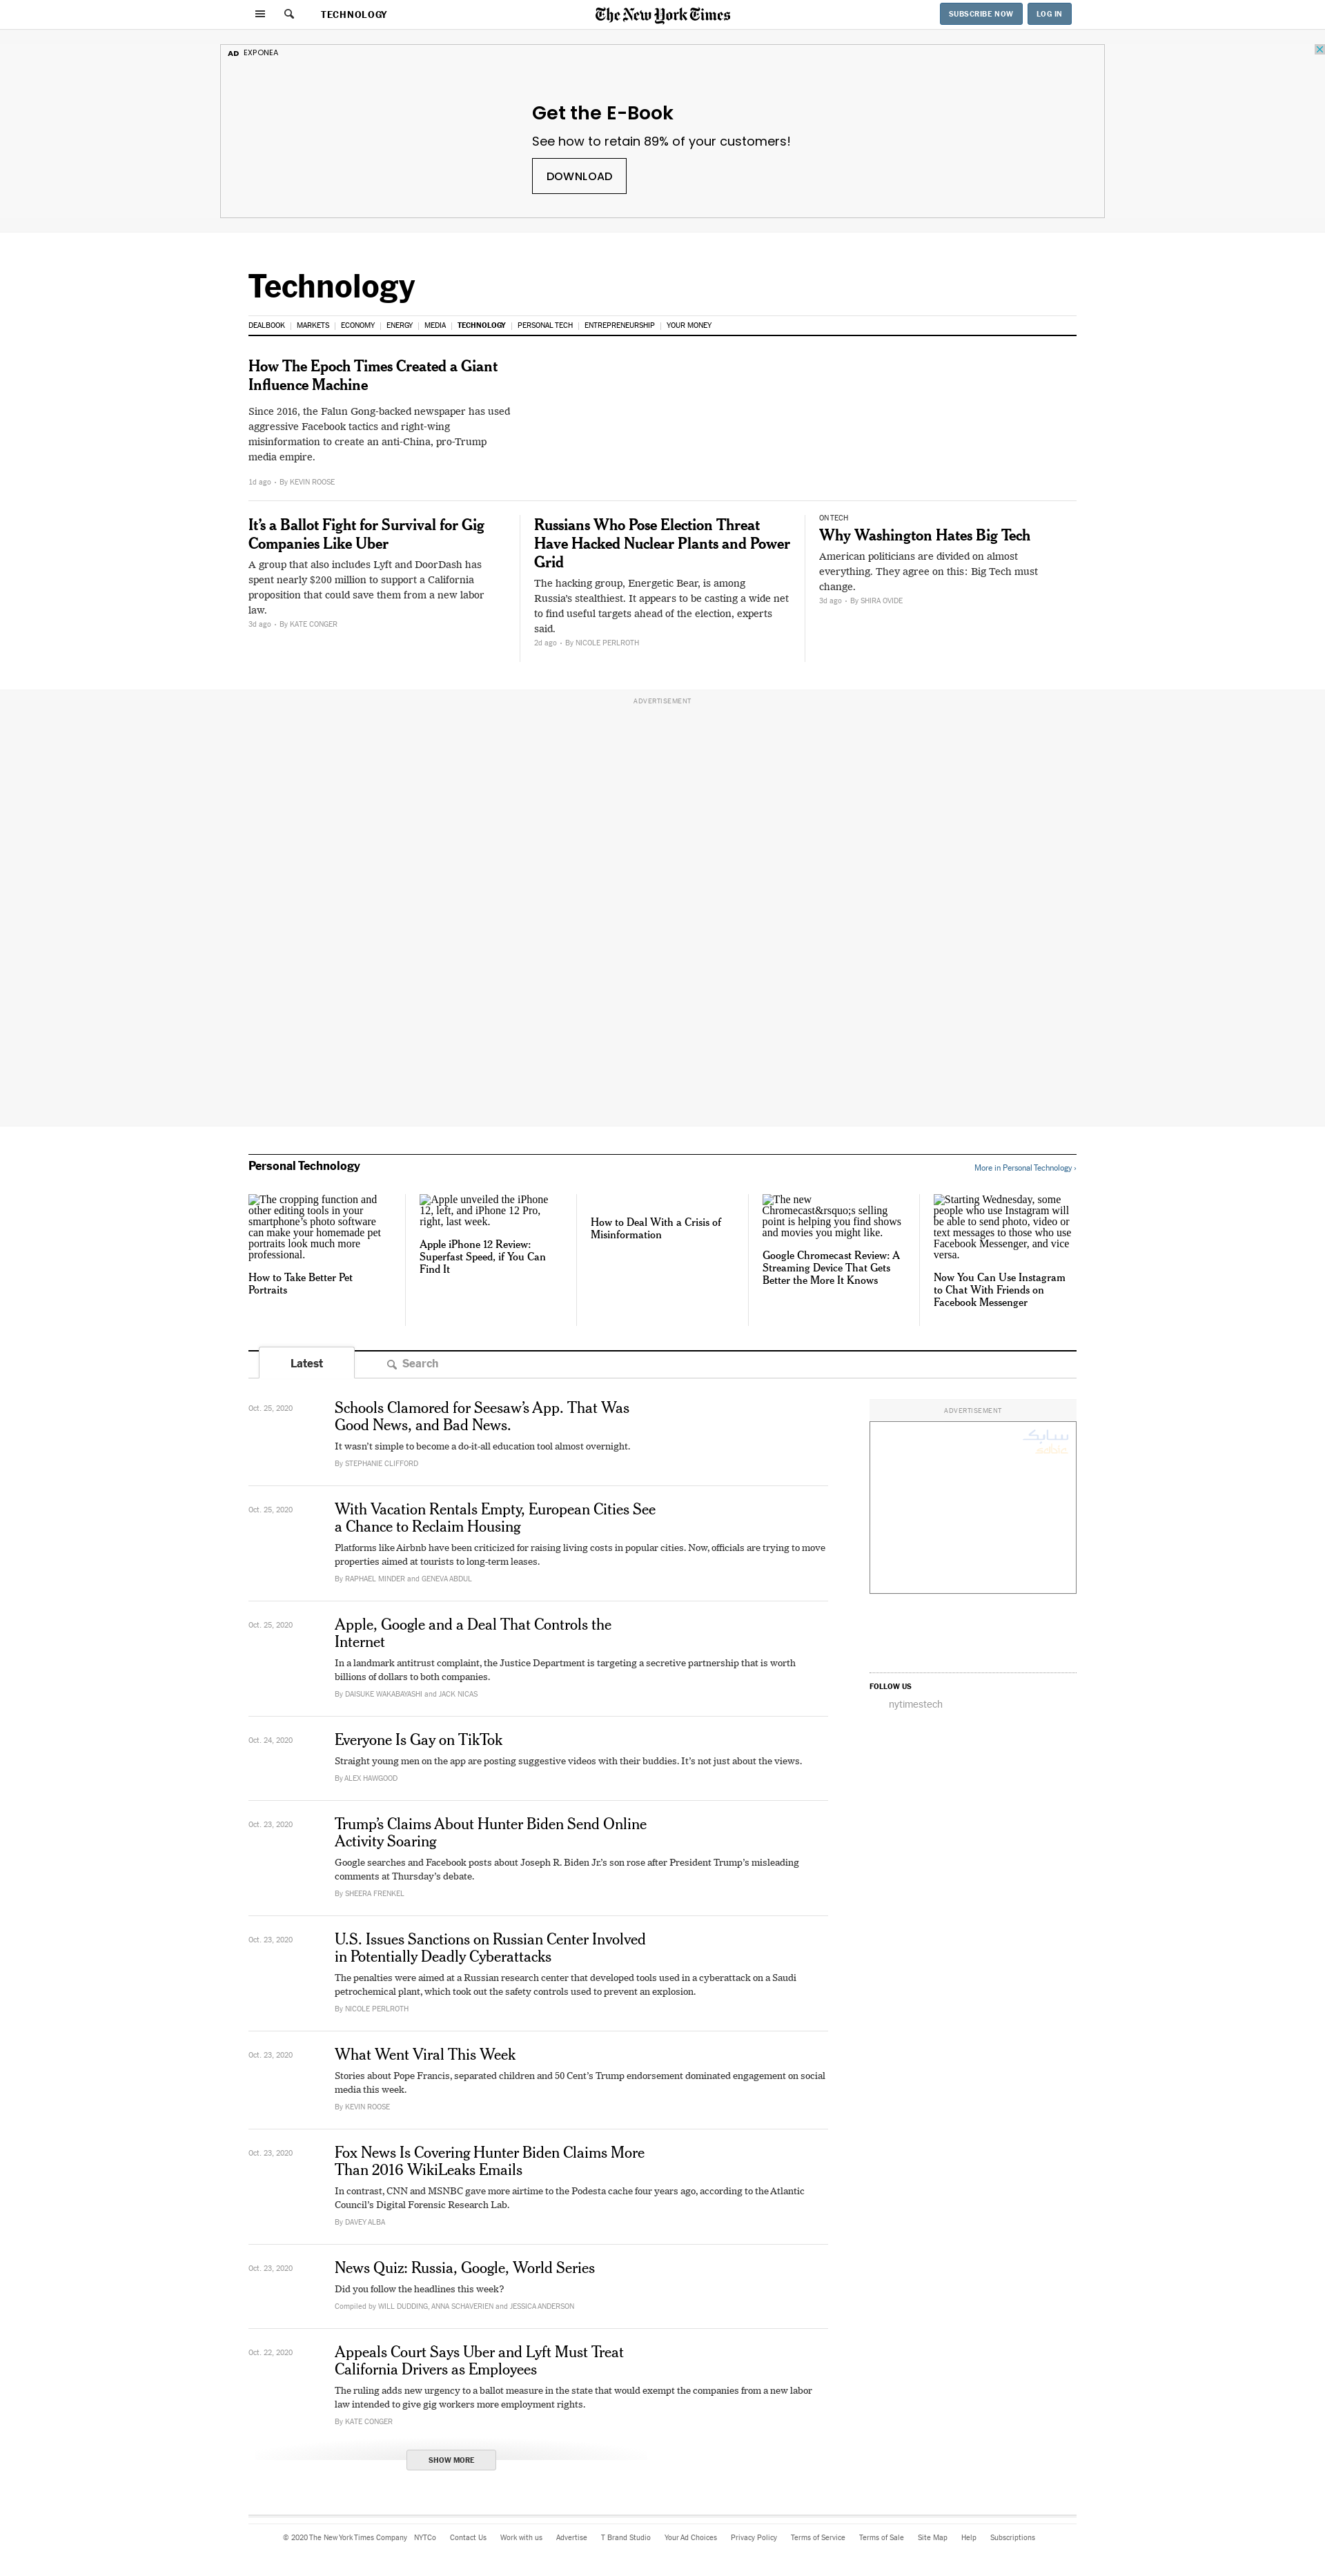 TECHNOLOGY
The New York Times
SUBSCRIBE NOW
LOG IN
AD EXPONEA
Get the E-Book
See how to retain 89% of your customers!
DOWNLOAD
Technology
DEALBOOK
MARKETS
ECONOMY
ENERGY
MEDIA
TECHNOLOGY
PERSONAL TECH
ENTREPRENEURSHIP
YOUR MONEY
How The Epoch Times Created a Giant
Influence Machine
Since 2016, the Falun Gong-backed newspaper has used
aggressive Facebook tactics and right-wing
misinformation to create an anti-China, pro-Trump
media empire.
1d ago • By KEVIN ROOSE
It’s a Ballot Fight for Survival for Gig
Companies Like Uber
A group that also includes Lyft and DoorDash has
spent nearly $200 million to support a California
proposition that could save them from a new labor
law.
3d ago • By KATE CONGER
Russians Who Pose Election Threat
Have Hacked Nuclear Plants and Power
Grid
The hacking group, Energetic Bear, is among
Russia’s stealthiest. It appears to be casting a wide net
to find useful targets ahead of the election, experts
said.
2d ago • By NICOLE PERLROTH
ON TECH
Why Washington Hates Big Tech
American politicians are divided on almost
everything. They agree on this: Big Tech must
change.
3d ago • By SHIRA OVIDE
ADVERTISEMENT
Personal Technology
More in Personal Technology ›
The cropping function and
other editing tools in your
smartphone’s photo software
can make your homemade pet
portraits look much more
professional.
How to Take Better Pet
Portraits
Apple unveiled the iPhone
12, left, and iPhone 12 Pro,
right, last week.
Apple iPhone 12 Review:
Superfast Speed, if You Can
Find It
How to Deal With a Crisis of
Misinformation
The new
Chromecast&rsquo;s selling
point is helping you find shows
and movies you might like.
Google Chromecast Review: A
Streaming Device That Gets
Better the More It Knows
Starting Wednesday, some
people who use Instagram will
be able to send photo, video or
text messages to those who use
Facebook Messenger, and vice
versa.
Now You Can Use Instagram
to Chat With Friends on
Facebook Messenger
Latest
Search
Oct. 25, 2020
Schools Clamored for Seesaw’s App. That Was
Good News, and Bad News.
It wasn’t simple to become a do-it-all education tool almost overnight.
By STEPHANIE CLIFFORD
Oct. 25, 2020
With Vacation Rentals Empty, European Cities See
a Chance to Reclaim Housing
Platforms like Airbnb have been criticized for raising living costs in popular cities. Now, officials are trying to move
properties aimed at tourists to long-term leases.
By RAPHAEL MINDER and GENEVA ABDUL
Oct. 25, 2020
Apple, Google and a Deal That Controls the
Internet
In a landmark antitrust complaint, the Justice Department is targeting a secretive partnership that is worth
billions of dollars to both companies.
By DAISUKE WAKABAYASHI and JACK NICAS
Oct. 24, 2020
Everyone Is Gay on TikTok
Straight young men on the app are posting suggestive videos with their buddies. It’s not just about the views.
By ALEX HAWGOOD
Oct. 23, 2020
Trump’s Claims About Hunter Biden Send Online
Activity Soaring
Google searches and Facebook posts about Joseph R. Biden Jr.’s son rose after President Trump’s misleading
comments at Thursday’s debate.
By SHEERA FRENKEL
Oct. 23, 2020
U.S. Issues Sanctions on Russian Center Involved
in Potentially Deadly Cyberattacks
The penalties were aimed at a Russian research center that developed tools used in a cyberattack on a Saudi
petrochemical plant, which took out the safety controls used to prevent an explosion.
By NICOLE PERLROTH
Oct. 23, 2020
What Went Viral This Week
Stories about Pope Francis, separated children and 50 Cent’s Trump endorsement dominated engagement on social
media this week.
By KEVIN ROOSE
Oct. 23, 2020
Fox News Is Covering Hunter Biden Claims More
Than 2016 WikiLeaks Emails
In contrast, CNN and MSNBC gave more airtime to the Podesta cache four years ago, according to the Atlantic
Council’s Digital Forensic Research Lab.
By DAVEY ALBA
Oct. 23, 2020
News Quiz: Russia, Google, World Series
Did you follow the headlines this week?
Compiled by WILL DUDDING, ANNA SCHAVERIEN and JESSICA ANDERSON
Oct. 22, 2020
Appeals Court Says Uber and Lyft Must Treat
California Drivers as Employees
The ruling adds new urgency to a ballot measure in the state that would exempt the companies from a new labor
law intended to give gig workers more employment rights.
By KATE CONGER
SHOW MORE
ADVERTISEMENT
سابك
sabic
FOLLOW US
nytimestech
© 2020 The New York Times Company NYTCo Contact Us Work with us Advertise T Brand Studio Your Ad Choices Privacy Policy Terms of Service Terms of Sale Site Map Help Subscriptions